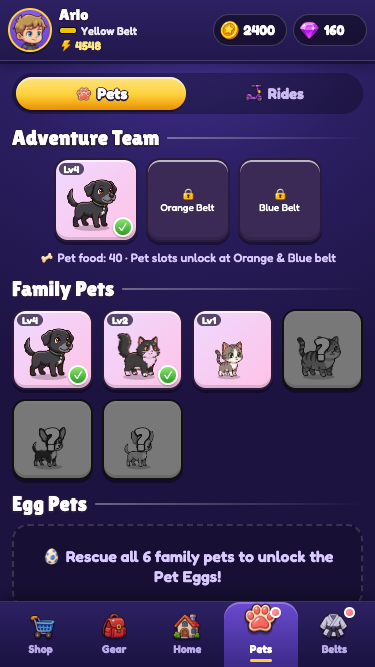 Arlo
Yellow Belt
4548
2400
160
Pets
Rides
Adventure Team
Lv4
Orange Belt
Blue Belt
Pet food: 40 · Pet slots unlock at Orange & Blue belt
Family Pets
Lv4
Lv2
Lv1
?
?
?
Egg Pets
Rescue all 6 family pets to unlock the
Pet Eggs!
Shop
Gear
Home
Pets
Belts